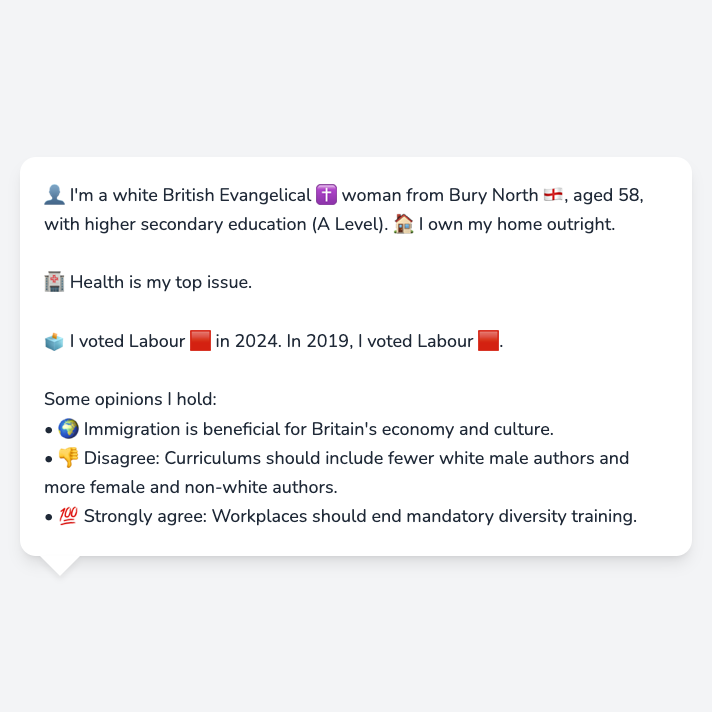 👤 I'm a white British Evangelical ✝️ woman from Bury North 🏴󠁧󠁢󠁥󠁮󠁧󠁿, aged 58,
with higher secondary education (A Level). 🏠 I own my home outright.
🏥 Health is my top issue.
🗳️ I voted Labour 🟥 in 2024. In 2019, I voted Labour 🟥.
Some opinions I hold:
• 🌍 Immigration is beneficial for Britain's economy and culture.
• 👎 Disagree: Curriculums should include fewer white male authors and
more female and non-white authors.
• 💯 Strongly agree: Workplaces should end mandatory diversity training.